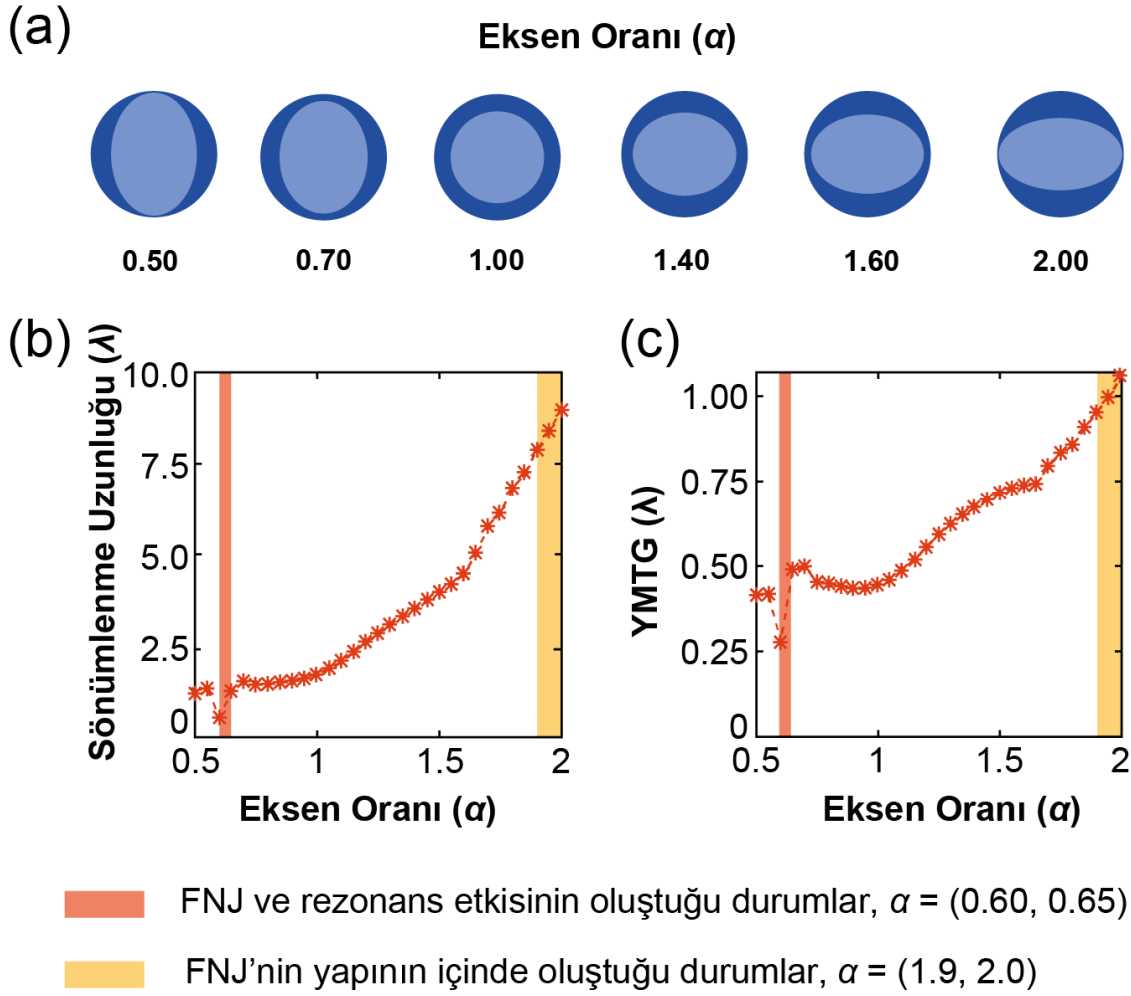 (a)
Eksen Oranı (α)
0.50 0.70 1.00 1.40 1.60 2.00
(b)
Sönümlenme Uzunluğu (λ)
10.0
7.5
5.0
2.5
0
0.5 1 1.5 2
Eksen Oranı (α)
(c)
YMTG (λ)
1.00
0.75
0.50
0.25
0
0.5 1 1.5 2
Eksen Oranı (α)
FNJ ve rezonans etkisinin oluştuğu durumlar, α = (0.60, 0.65)
FNJ’nin yapının içinde oluştuğu durumlar, α = (1.9, 2.0)